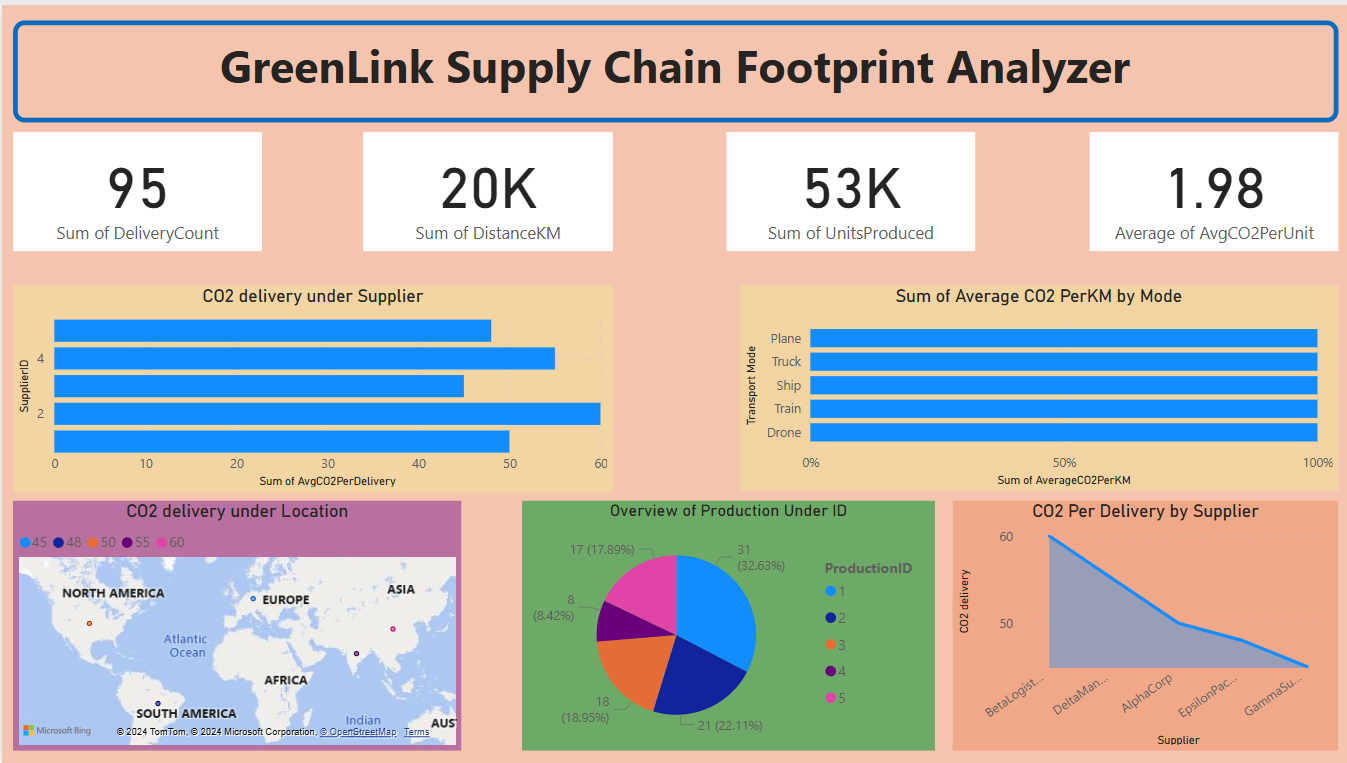 GreenLink Supply Chain Footprint Analyzer
95
Sum of DeliveryCount
20K
Sum of DistanceKM
53K
Sum of UnitsProduced
1.98
Average of AvgCO2PerUnit
CO2 delivery under Supplier
SupplierID
4
2
0 10 20 30 40 50 60
Sum of AvgCO2PerDelivery
Sum of Average CO2 PerKM by Mode
Transport Mode
Plane
Truck
Ship
Train
Drone
0% 50% 100%
Sum of AverageCO2PerKM
CO2 delivery under Location
45 48 50 55 60
NORTH AMERICA
EUROPE
ASIA
Atlantic
Ocean
AFRICA
SOUTH AMERICA
Indian
AUS
Microsoft Bing
© 2024 TomTom, © 2024 Microsoft Corporation, © OpenStreetMap Terms
Overview of Production Under ID
17 (17.89%)
31
(32.63%)
8
(8.42%)
18
(18.95%)
21 (22.11%)
ProductionID
1
2
3
4
5
CO2 Per Delivery by Supplier
CO2 delivery
60
50
BetaLogist...
DeltaMan...
AlphaCorp
EpsilonPac...
GammaSu...
Supplier